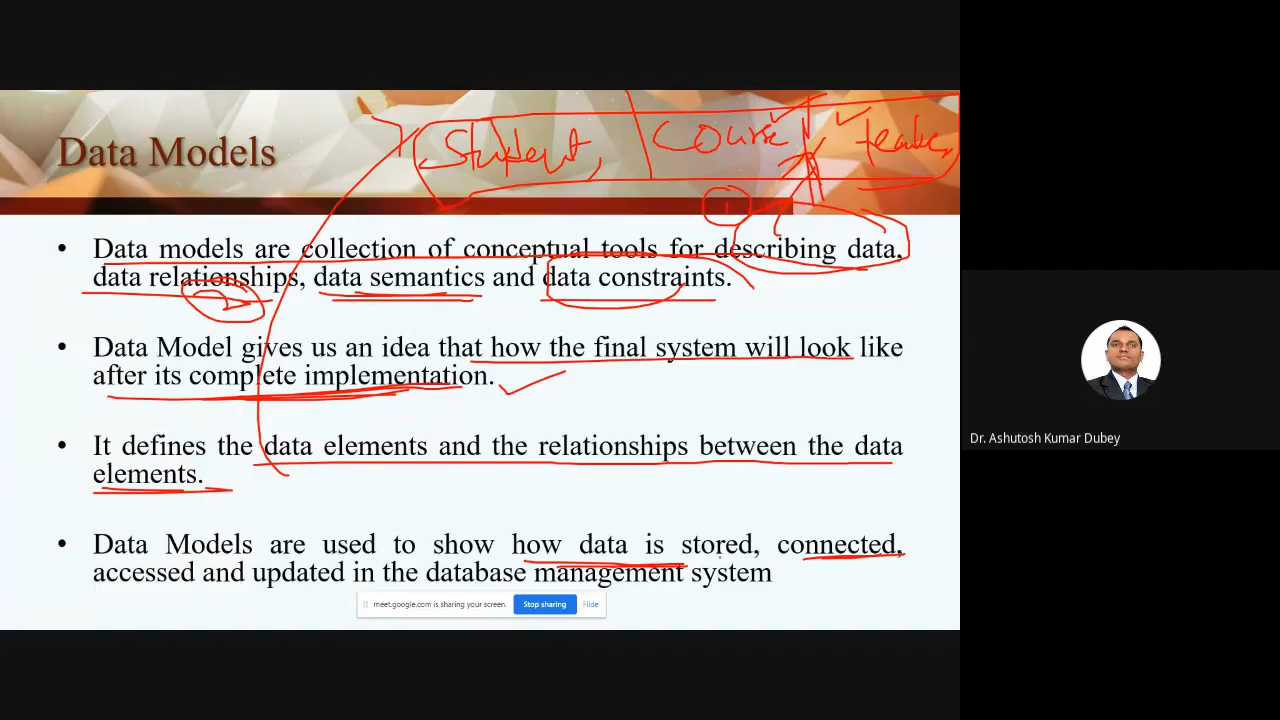 Data Models
Student, Course Teacher,
1
• Data models are collection of conceptual tools for describing data,
data relationships, data semantics and data constraints.
• Data Model gives us an idea that how the final system will look like
after its complete implementation.
• It defines the data elements and the relationships between the data
elements.
• Data Models are used to show how data is stored, connected,
accessed and updated in the database management system
meet.google.com is sharing your screen. Stop sharing Hide
Dr. Ashutosh Kumar Dubey